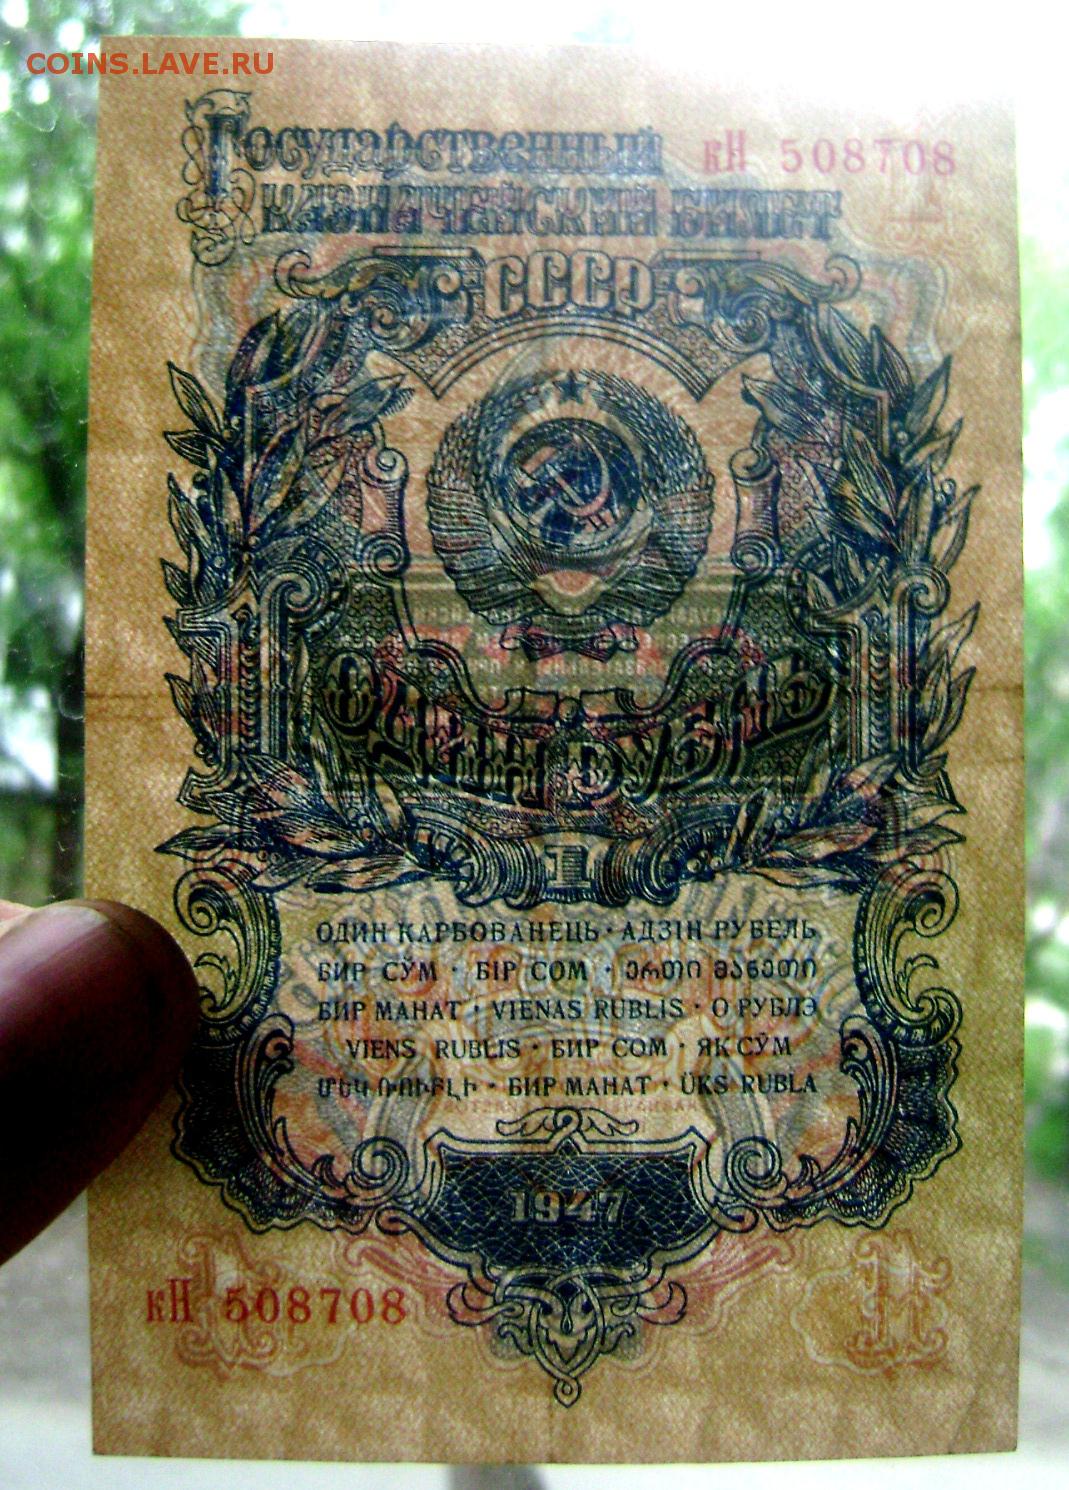 COINS.LAVE.RU
Государственный
кН 508708
казначейский билет
СССР
ОДИН РУБЛЬ
1
ОДИН КАРБОВАНЕЦЬ · АДЗІН РУБЕЛЬ
БИР СЎМ · БІР СОМ · ᲔᲠᲗᲘ ᲛᲐᲜᲔᲗᲘ
БИР МАНАТ · VIENAS RUBLIS · О РУБЛЭ
VIENS RUBLIS · БИР СОМ · ЯК СӮМ
ՄԵԿ ՌՈՒԲԼԻ · БИР МАНАТ · ÜKS RUBLA
1947
кН 508708